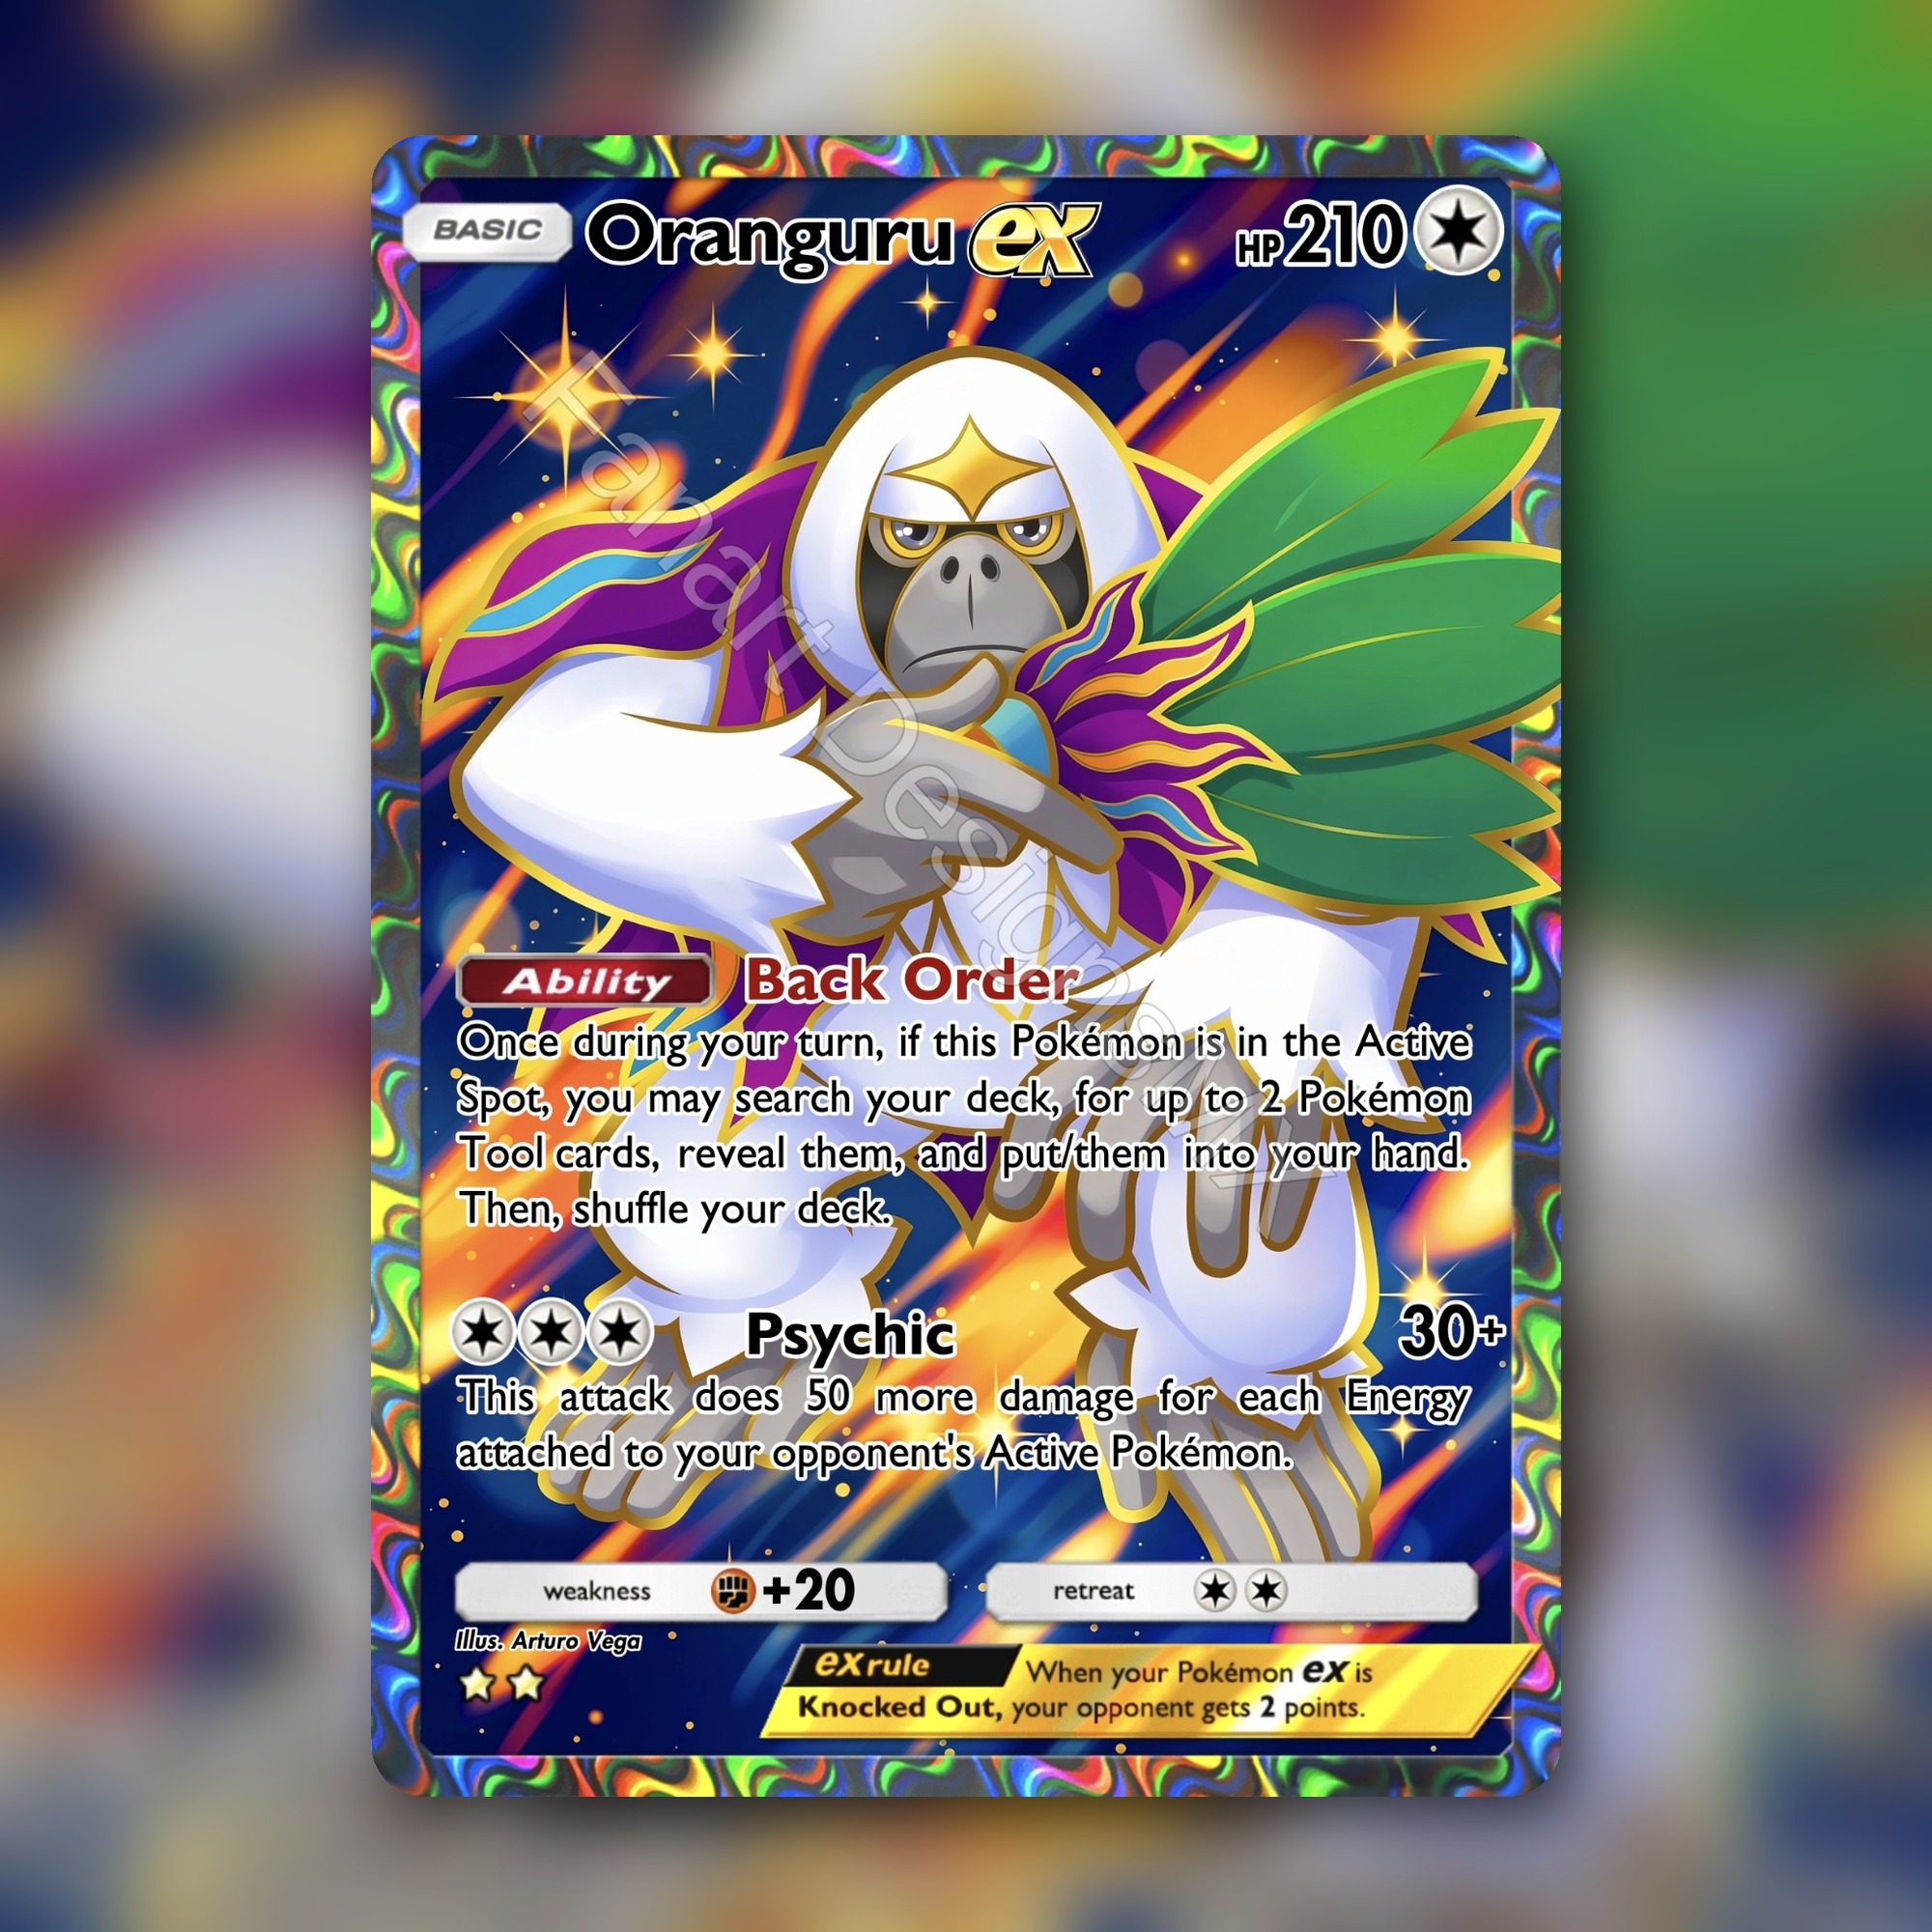 BASIC Oranguru ex HP 210
Fanart DesignsMX
Ability Back Order
Once during your turn, if this Pokémon is in the Active
Spot, you may search your deck, for up to 2 Pokémon
Tool cards, reveal them, and put them into your hand.
Then, shuffle your deck.
Psychic 30+
This attack does 50 more damage for each Energy
attached to your opponent's Active Pokémon.
weakness +20 retreat
Illus. Arturo Vega
ex rule When your Pokémon ex is
Knocked Out, your opponent gets 2 points.